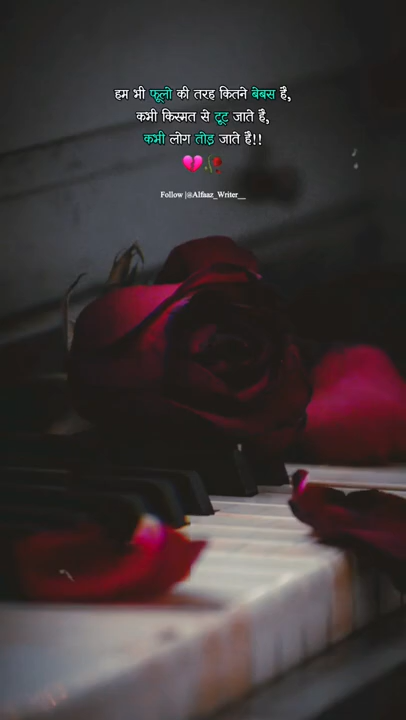 हम भी फूलो की तरह कितने बेबस हैं,
कभी किस्मत से टूट जाते हैं,
कभी लोग तोड़ जाते है!!
💔🥀
Follow |@Alfaaz_Writer__